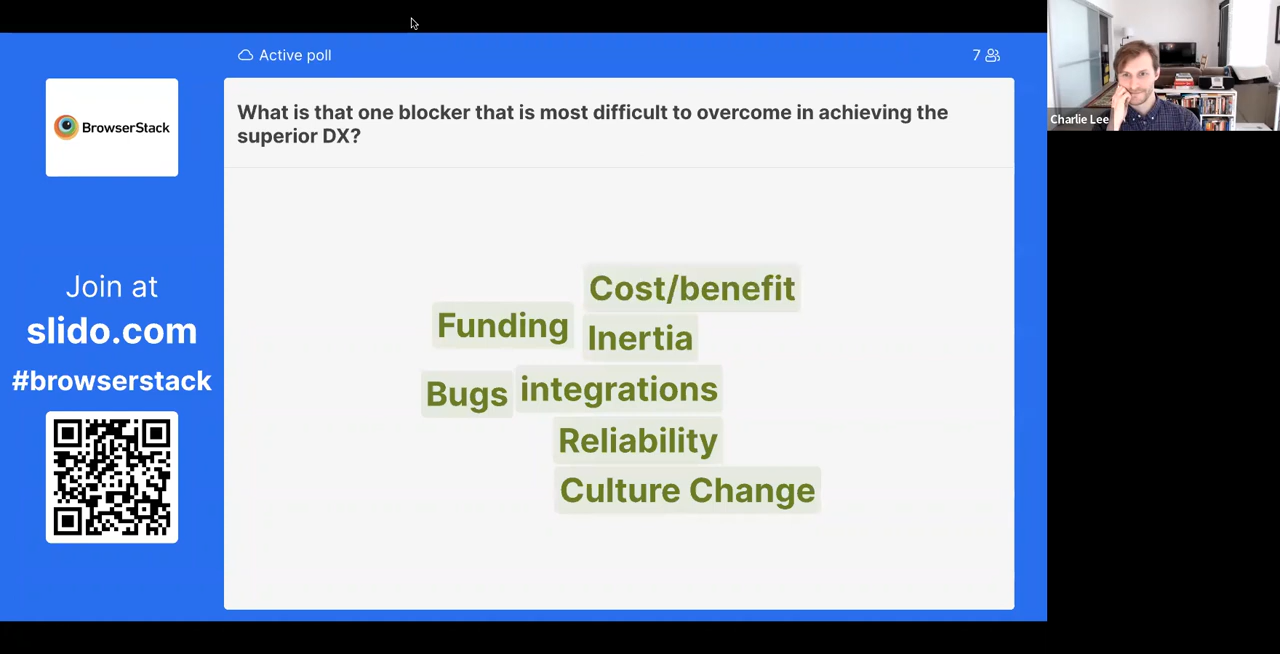 Active poll
7
BrowserStack
What is that one blocker that is most difficult to overcome in achieving the
superior DX?
Charlie Lee
Join at
slido.com
#browserstack
Cost/benefit
Funding
Inertia
Bugs
integrations
Reliability
Culture Change